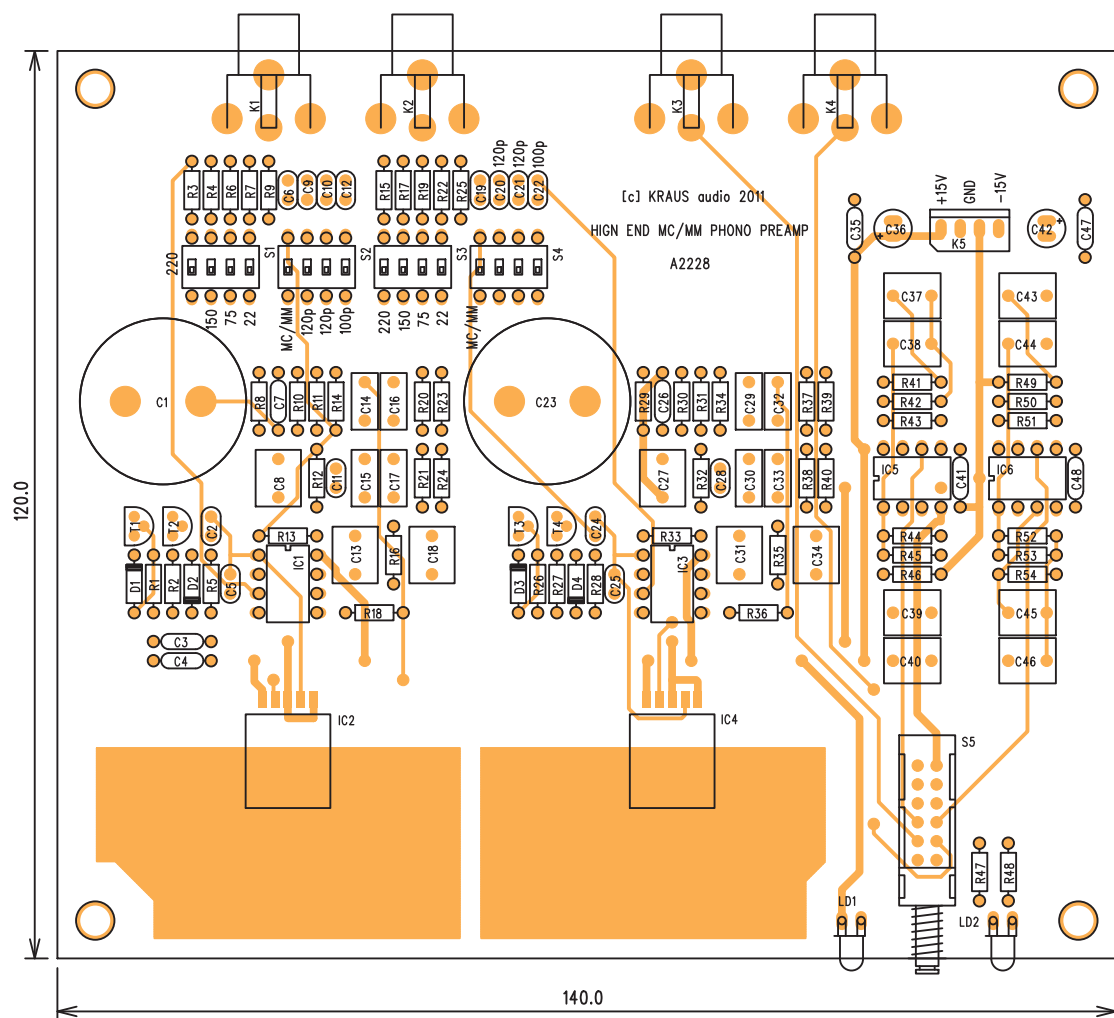 K1
K2
K3
K4
R3
R4
R6
R7
R9
C6
C9
C10
C12
R15
R17
R19
R22
R25
C19
C20
C21
C22
120p
120p
100p
[c] KRAUS audio 2011
HIGN END MC/MM PHONO PREAMP
A2228
+15V
GND
-15V
C35
C36
K5
C42
C47
220
S1
S2
S3
S4
150
75
22
MC/MM
120p
120p
100p
220
150
75
22
MC/MM
C37
C43
C38
C44
C1
R8
C7
R10
R11
R14
C14
C16
R20
R23
C23
R29
C26
R30
R31
R34
C29
C32
R37
R39
R41
R49
R42
R50
R43
R51
C8
R12
C11
C15
C17
R21
R24
C27
R32
C28
C30
C33
R38
R40
IC5
C41
IC6
C48
120.0
T1
T2
C2
R13
C13
R16
C18
T3
T4
C24
R33
C31
R35
C34
R44
R52
R45
R53
R46
R54
D1
R1
R2
D2
R5
C5
IC1
R18
D3
R26
R27
D4
R28
C25
IC3
R36
C39
C45
C3
C4
C40
C46
IC2
IC4
S5
R47
R48
LD1
LD2
140.0